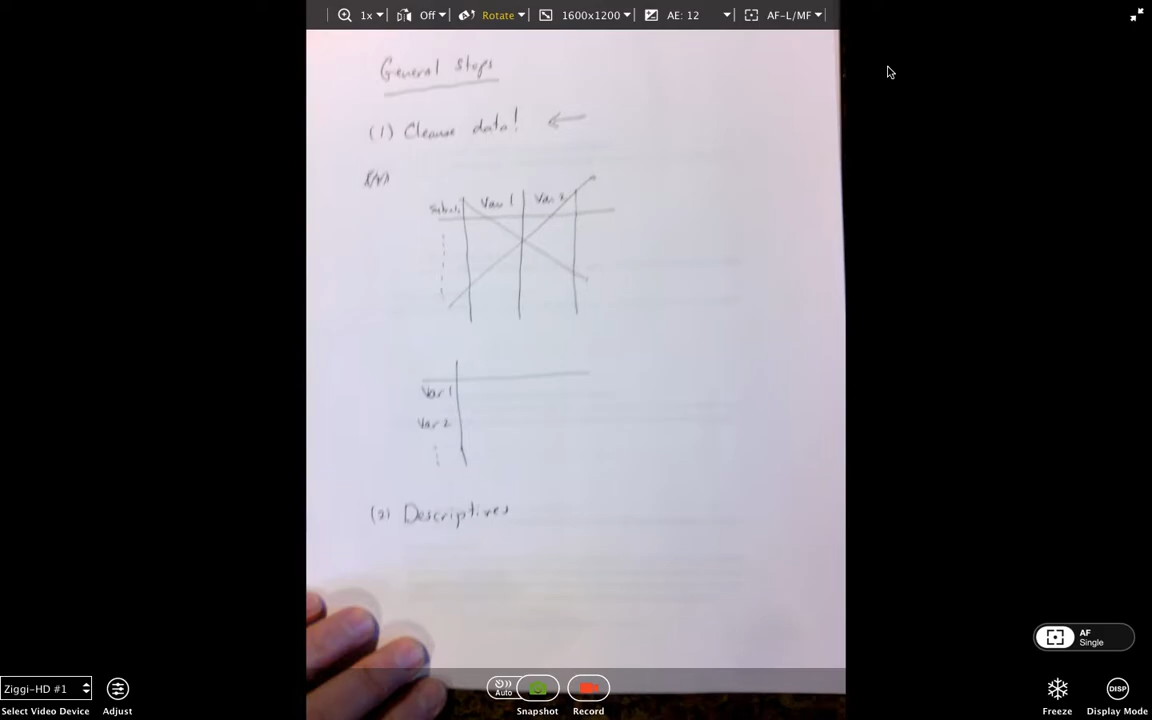 1x Off Rotate 1600x1200 AE: 12 AF-L/MF
General Steps
(1) Cleanse data! ←
Var 1 Var 2
Var 1
Var 2
(2) Descriptives
AF
Single
Ziggi-HD #1
Auto
Select Video Device Adjust Snapshot Record Freeze Display Mode
DISP